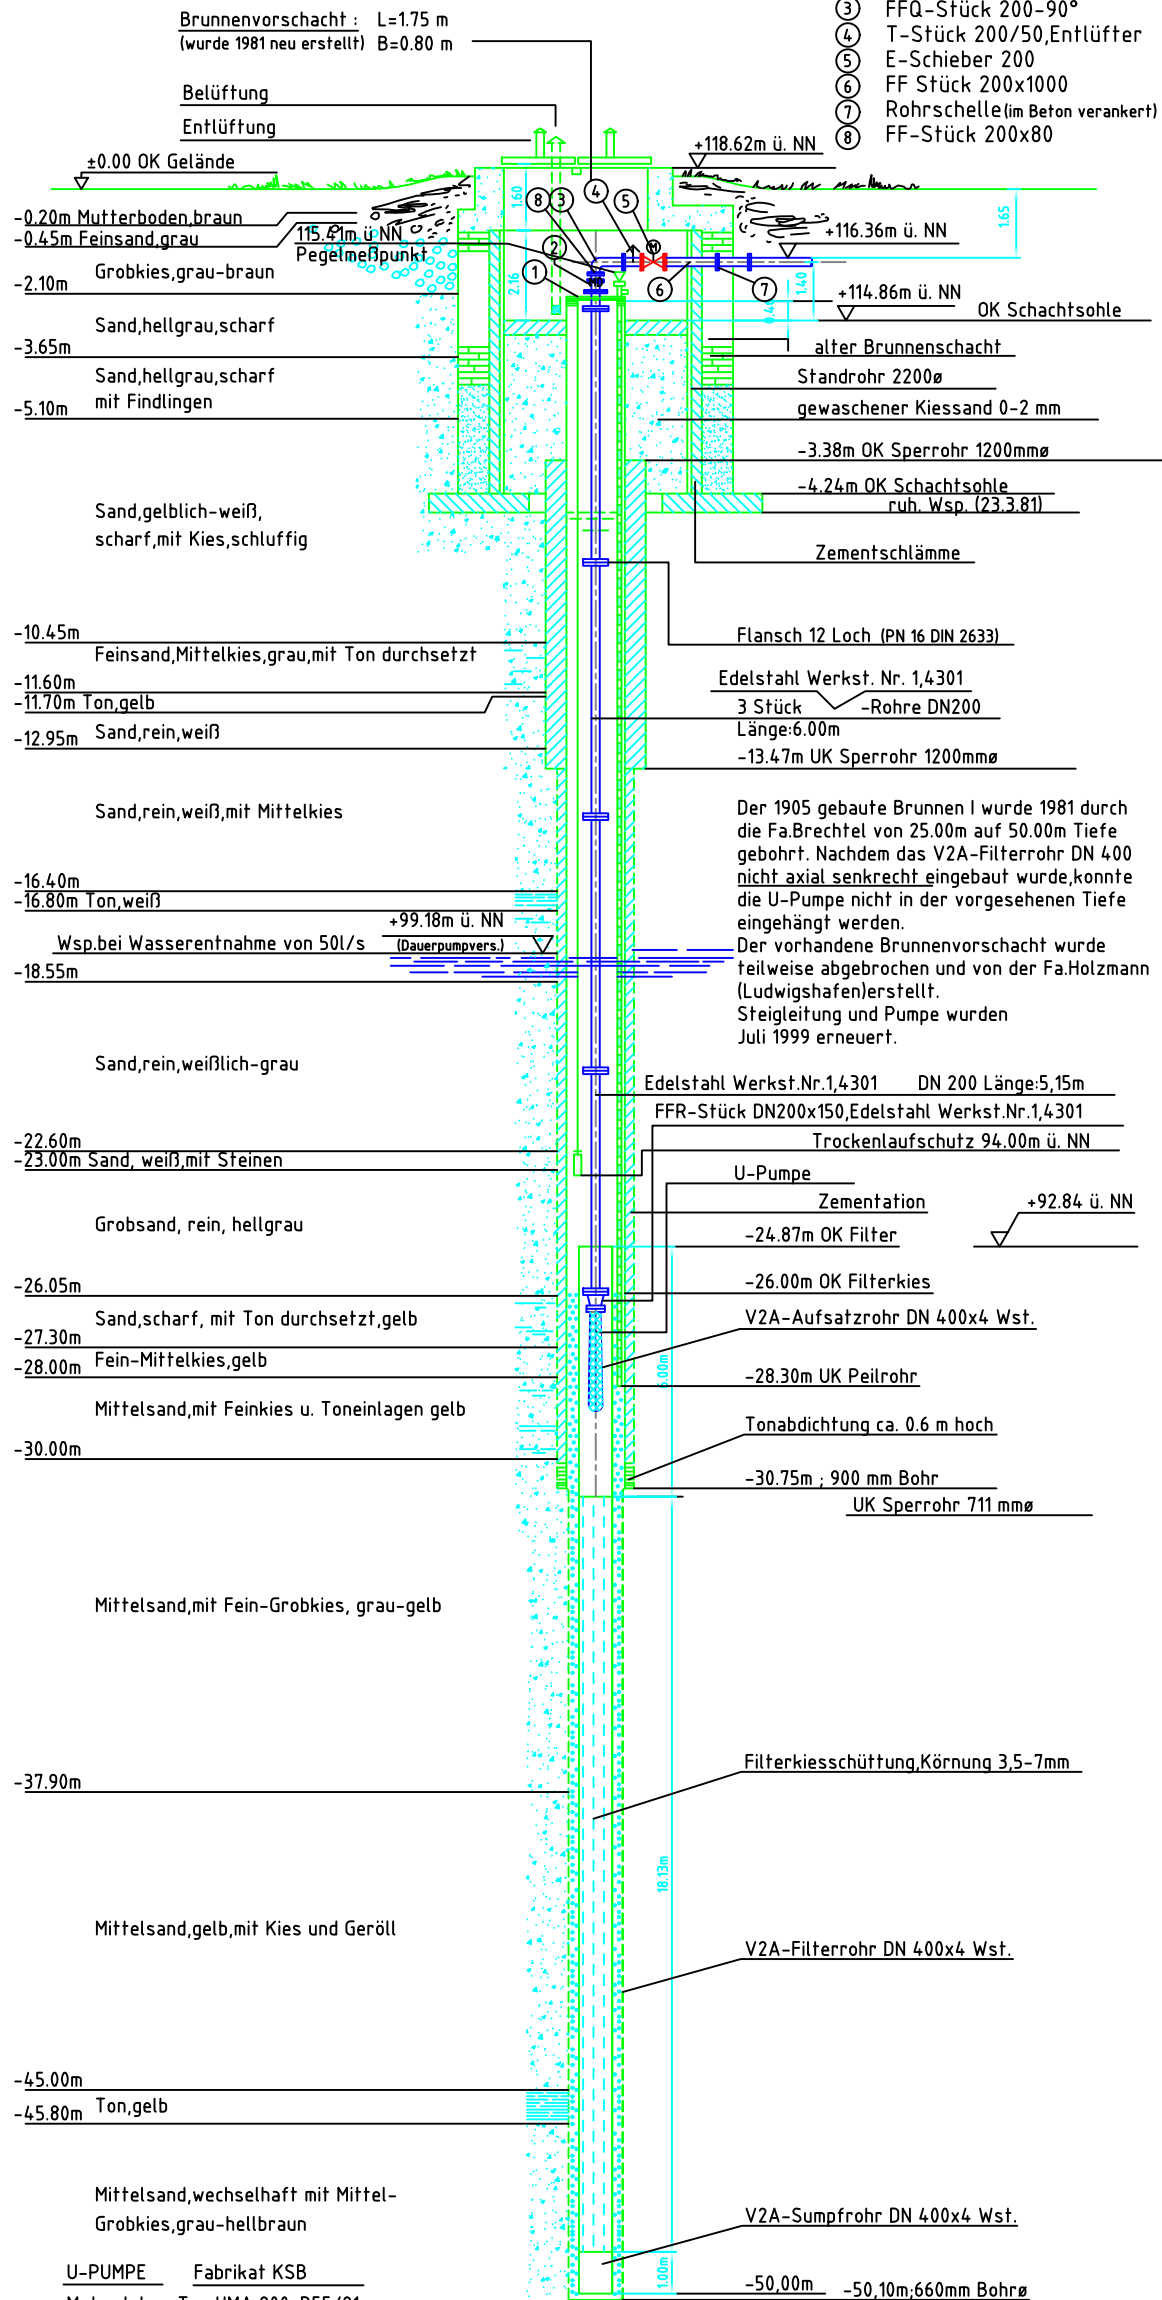 Brunnenvorschacht : L=1.75 m
(wurde 1981 neu erstellt) B=0.80 m
3 FFQ-Stück 200-90°
4 T-Stück 200/50,Entlüfter
5 E-Schieber 200
6 FF Stück 200x1000
7 Rohrschelle(im Beton verankert)
8 FF-Stück 200x80
Belüftung
Entlüftung
±0.00 OK Gelände
+118.62m ü. NN
-0.20m Mutterboden,braun
-0.45m Feinsand,grau
115.41m ü NN
Pegelmeßpunkt
1.60
2.16
8
3
4
5
2
1
M
6
7
1.65
+116.36m ü. NN
1.40
+114.86m ü. NN
OK Schachtsohle
Grobkies,grau-braun
-2.10m
Sand,hellgrau,scharf
-3.65m
Sand,hellgrau,scharf
mit Findlingen
-5.10m
alter Brunnenschacht
Standrohr 2200ø
gewaschener Kiessand 0-2 mm
-3.38m OK Sperrohr 1200mmø
-4.24m OK Schachtsohle
ruh. Wsp. (23.3.81)
Zementschlämme
Sand,gelblich-weiß,
scharf,mit Kies,schluffig
-10.45m
Feinsand,Mittelkies,grau,mit Ton durchsetzt
-11.60m
-11.70m Ton,gelb
-12.95m
Sand,rein,weiß
Flansch 12 Loch (PN 16 DIN 2633)
Edelstahl Werkst. Nr. 1,4301
3 Stück -Rohre DN200
Länge:6.00m
-13.47m UK Sperrohr 1200mmø
Sand,rein,weiß,mit Mittelkies
Der 1905 gebaute Brunnen I wurde 1981 durch
die Fa.Brechtel von 25.00m auf 50.00m Tiefe
gebohrt. Nachdem das V2A-Filterrohr DN 400
nicht axial senkrecht eingebaut wurde,konnte
die U-Pumpe nicht in der vorgesehenen Tiefe
eingehängt werden.
Der vorhandene Brunnenvorschacht wurde
teilweise abgebrochen und von der Fa.Holzmann
(Ludwigshafen)erstellt.
Steigleitung und Pumpe wurden
Juli 1999 erneuert.
-16.40m
-16.80m Ton,weiß
+99.18m ü. NN
Wsp.bei Wasserentnahme von 50l/s (Dauerpumpvers.)
-18.55m
Sand,rein,weißlich-grau
Edelstahl Werkst.Nr.1,4301 DN 200 Länge:5,15m
FFR-Stück DN200x150,Edelstahl Werkst.Nr.1,4301
Trockenlaufschutz 94.00m ü. NN
U-Pumpe
Zementation
+92.84 ü. NN
-24.87m OK Filter
-22.60m
-23.00m Sand, weiß,mit Steinen
Grobsand, rein, hellgrau
-26.05m
-26.00m OK Filterkies
Sand,scharf, mit Ton durchsetzt,gelb
V2A-Aufsatzrohr DN 400x4 Wst.
-27.30m
Fein-Mittelkies,gelb
-28.00m
6.00m
-28.30m UK Peilrohr
Mittelsand,mit Feinkies u. Toneinlagen gelb
Tonabdichtung ca. 0.6 m hoch
-30.00m
-30.75m ; 900 mm Bohr
UK Sperrohr 711 mmø
Mittelsand,mit Fein-Grobkies, grau-gelb
Filterkiesschüttung,Körnung 3,5-7mm
-37.90m
18.13m
Mittelsand,gelb,mit Kies und Geröll
V2A-Filterrohr DN 400x4 Wst.
-45.00m
Ton,gelb
-45.80m
Mittelsand,wechselhaft mit Mittel-
Grobkies,grau-hellbraun
V2A-Sumpfrohr DN 400x4 Wst.
1.00m
-50,00m -50,10m;660mm Bohrø
U-PUMPE Fabrikat KSB